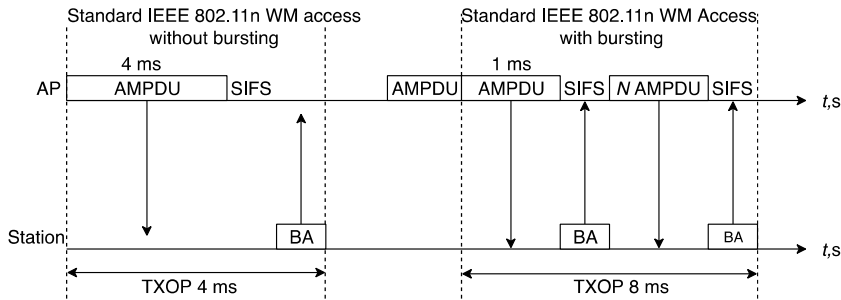 Standard IEEE 802.11n WM access
without bursting
Standard IEEE 802.11n WM Access
with bursting
4 ms
1 ms
AP
AMPDU
SIFS
AMPDU
AMPDU
SIFS
N AMPDU
SIFS
t,s
Station
BA
BA
BA
t,s
TXOP 4 ms
TXOP 8 ms